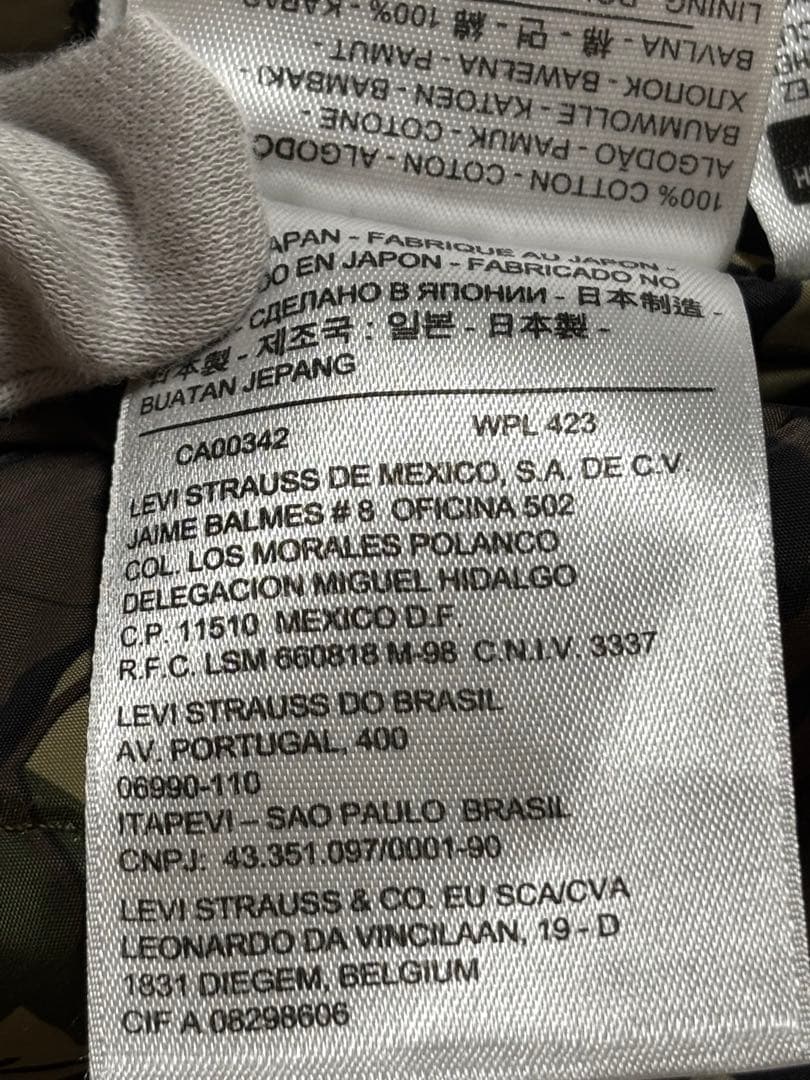 100% COTTON - COTON - ALGODÓ
ALGODÃO - PAMUK - COTONE -
BAUMWOLLE - KATOEN - BAMBAKI -
ХЛОПОК - BAWEŁNA - PAMUT -
BAVLNA - 棉 - 면 - 綿 100%
LINING
APAN - FABRIQUE AU JAPON -
DO EN JAPON - FABRICADO NO
- СДЕЛАНО В ЯПОНИИ - 日本制造 -
日本製 - 제조국 : 일본 - 日本製 -
BUATAN JEPANG
CA00342 WPL 423
LEVI STRAUSS DE MEXICO, S.A. DE C.V.
JAIME BALMES # 8 OFICINA 502
COL. LOS MORALES POLANCO
DELEGACION MIGUEL HIDALGO
C.P. 11510 MEXICO D.F.
R.F.C. LSM 660818 M-98 C.N.I.V. 3337
LEVI STRAUSS DO BRASIL
AV. PORTUGAL, 400
06990-110
ITAPEVI – SAO PAULO BRASIL
CNPJ: 43.351.097/0001-90
LEVI STRAUSS & CO. EU SCA/CVA
LEONARDO DA VINCILAAN, 19 - D
1831 DIEGEM, BELGIUM
CIF A 08298606